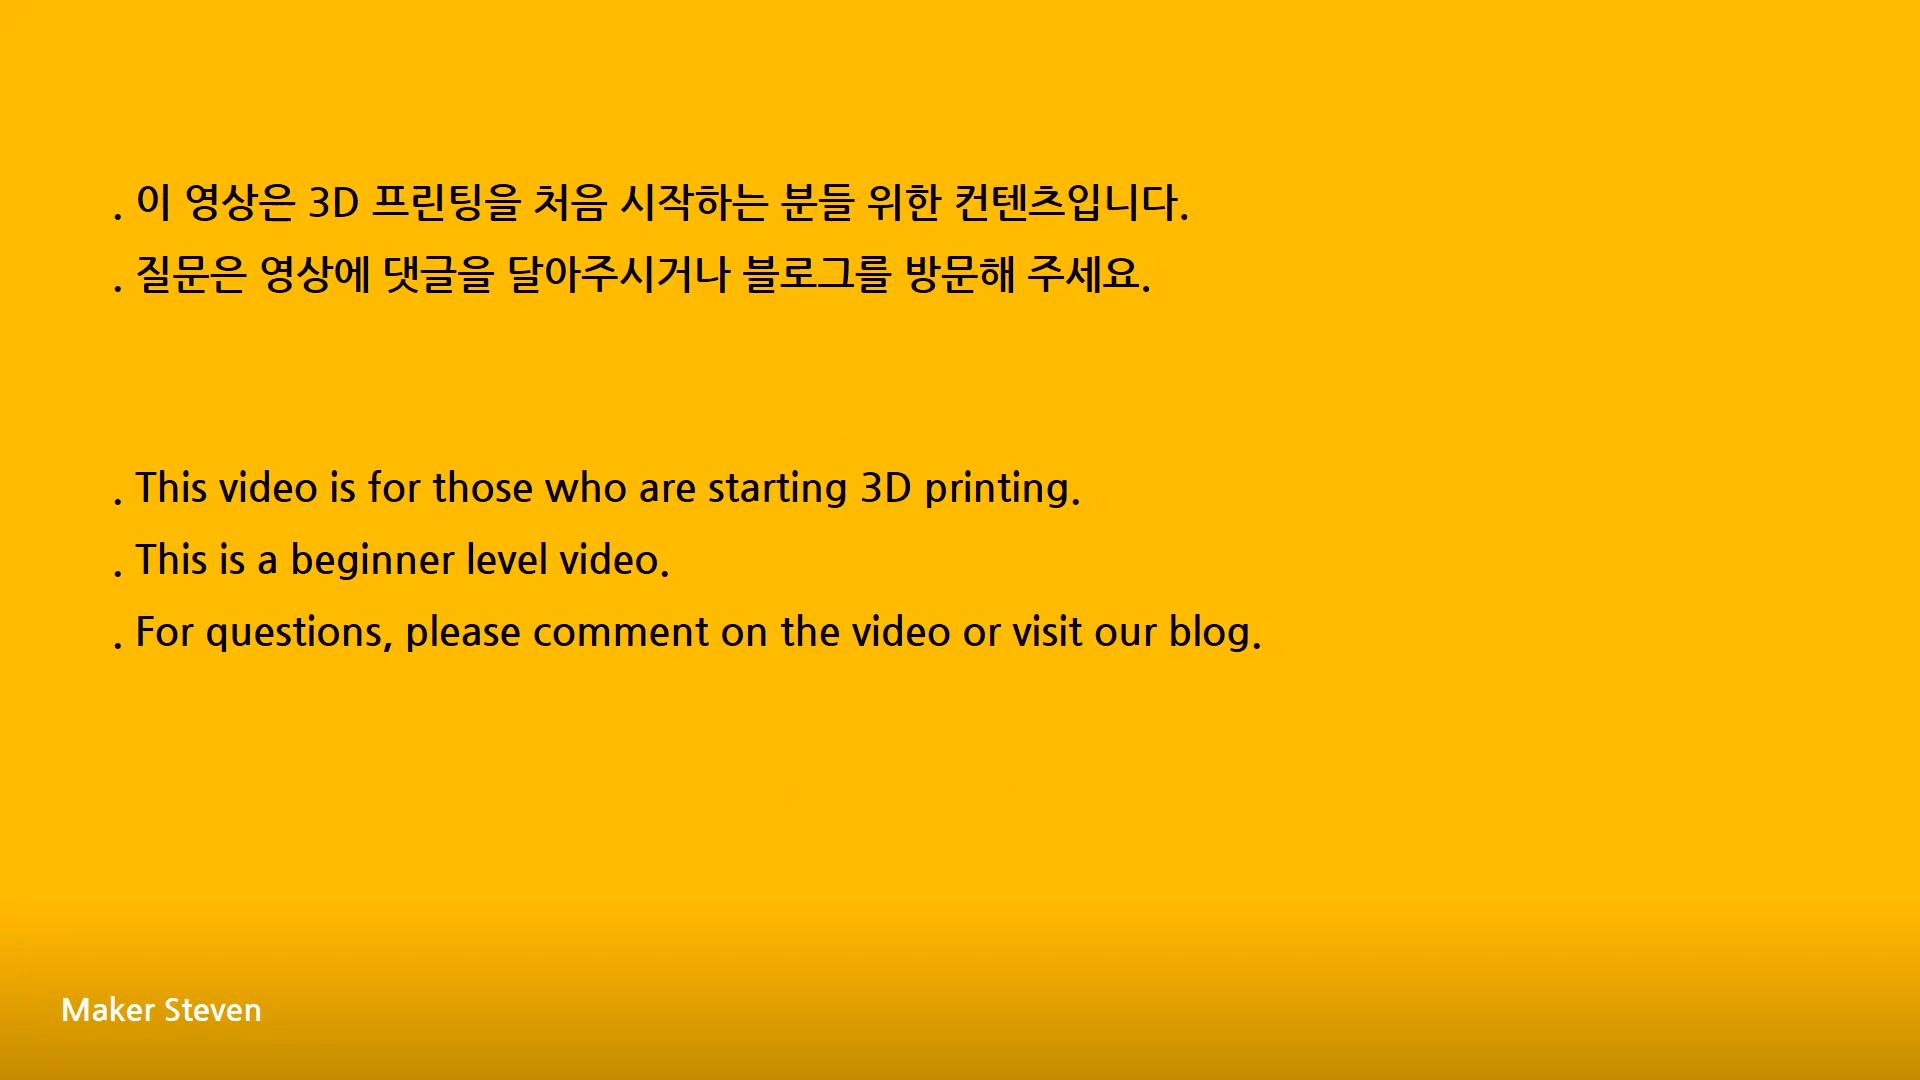 . 이 영상은 3D 프린팅을 처음 시작하는 분들 위한 컨텐츠입니다.
. 질문은 영상에 댓글을 달아주시거나 블로그를 방문해 주세요.
. This video is for those who are starting 3D printing.
. This is a beginner level video.
. For questions, please comment on the video or visit our blog.
Maker Steven